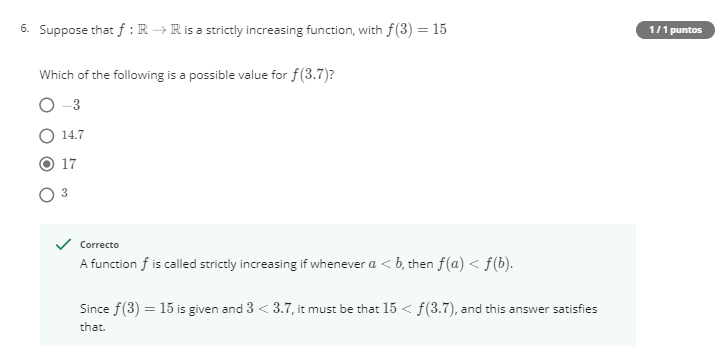 6. Suppose that f : ℝ → ℝ is a strictly increasing function, with f(3) = 15
1 / 1 puntos
Which of the following is a possible value for f(3.7)?
−3
14.7
17
3
Correcto
A function f is called strictly increasing if whenever a < b, then f(a) < f(b).
Since f(3) = 15 is given and 3 < 3.7, it must be that 15 < f(3.7), and this answer satisfies
that.